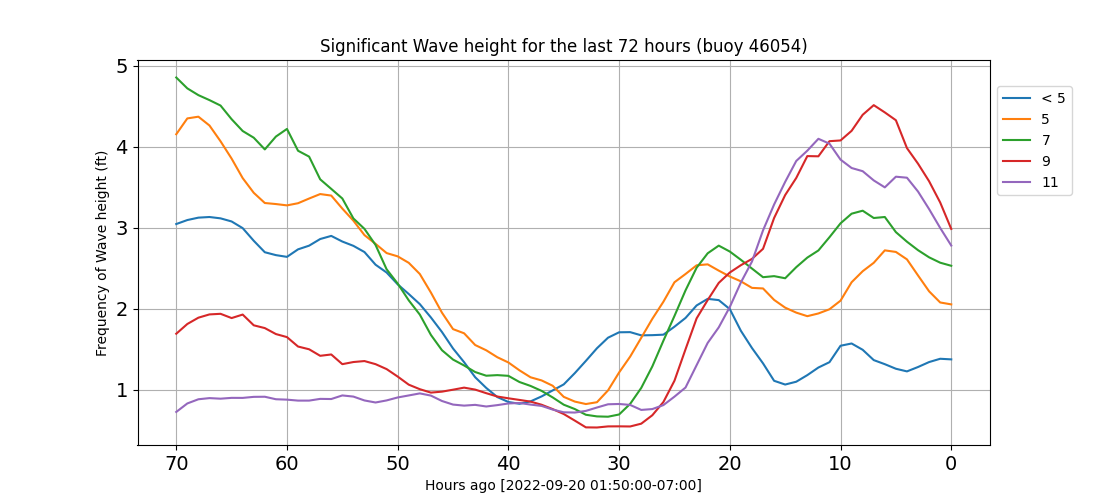 Significant Wave height for the last 72 hours (buoy 46054)
Frequency of Wave height (ft)
5
4
3
2
1
70 60 50 40 30 20 10 0
Hours ago [2022-09-20 01:50:00-07:00]
< 5
5
7
9
11